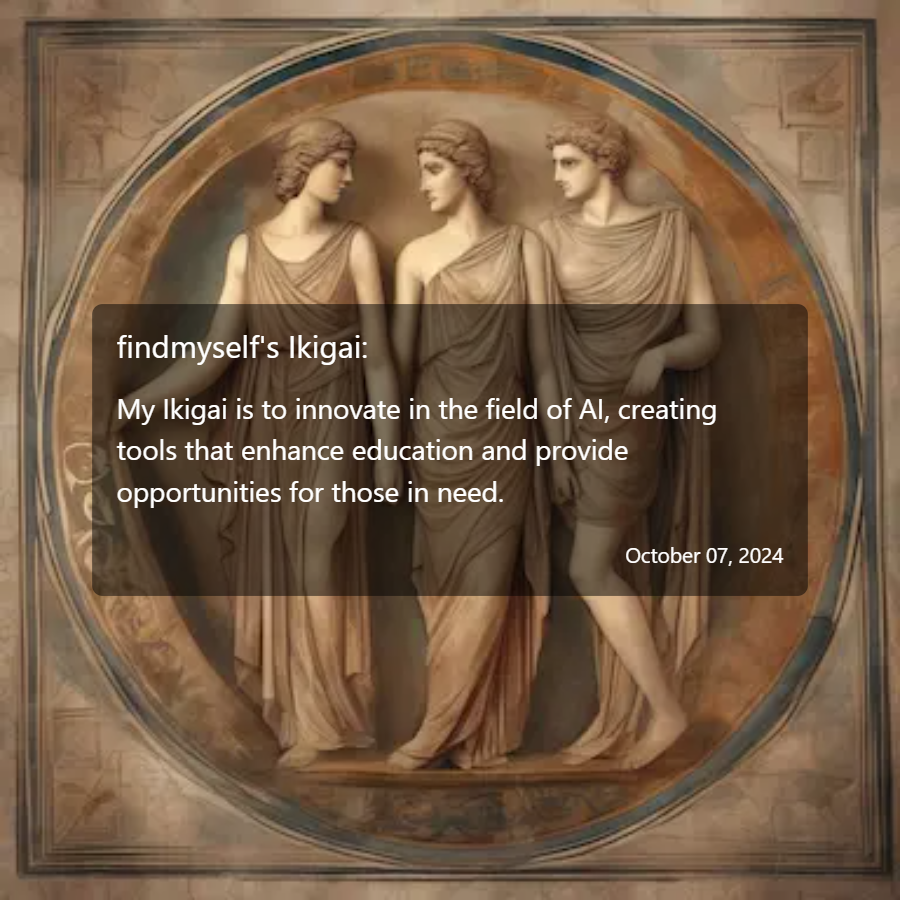 findmyself's Ikigai:
My Ikigai is to innovate in the field of AI, creating
tools that enhance education and provide
opportunities for those in need.
October 07, 2024